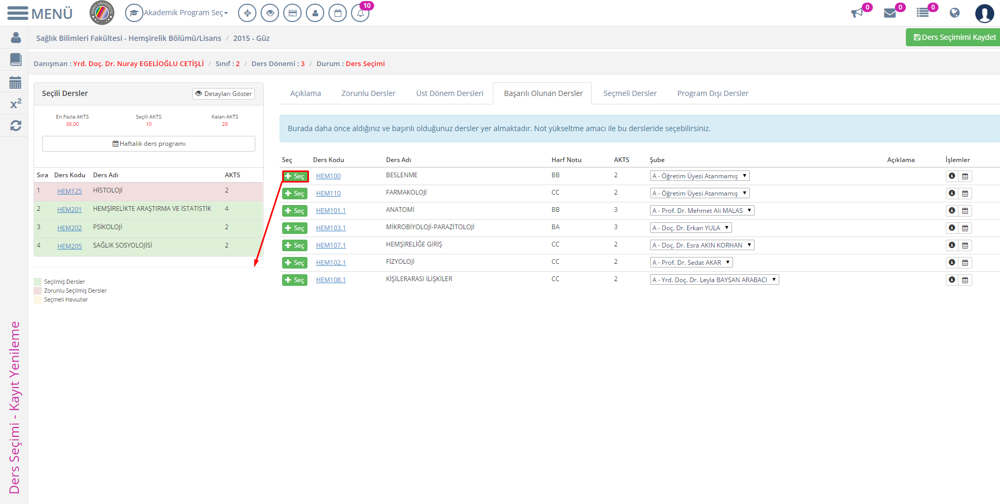 MENÜ
DEMO ÜNİVERSİTE
Akademik Program Seç
10
0
0
0
Sağlık Bilimleri Fakültesi - Hemşirelik Bölümü/Lisans / 2015 - Güz
Ders Seçimimi Kaydet
Danışman : Yrd. Doç. Dr. Nuray EGELİOĞLU CETİŞLİ / Sınıf : 2 / Ders Dönemi : 3 / Durum : Ders Seçimi
Seçili Dersler
Detayları Göster
En Fazla AKTS Seçili AKTS Kalan AKTS
38,00 10 28
Haftalık ders programı
Sıra Ders Kodu Ders Adı AKTS
1 HEM125 HİSTOLOJİ 2
2 HEM201 HEMŞİRELİKTE ARAŞTIRMA VE İSTATİSTİK 4
3 HEM202 PSİKOLOJİ 2
4 HEM205 SAĞLIK SOSYOLOJİSİ 2
Seçilmiş Dersler
Zorunlu Seçilmiş Dersler
Seçmeli Havuzlar
Açıklama Zorunlu Dersler Üst Dönem Dersleri Başarılı Olunan Dersler Seçmeli Dersler Program Dışı Dersler
Burada daha önce aldığınız ve başırılı olduğunuz dersler yer almaktadır. Not yükseltme amacı ile bu dersleride seçebilirsiniz.
Seç Ders Kodu Ders Adı Harf Notu AKTS Şube Açıklama İşlemler
Seç HEM100 BESLENME BB 2 A - Öğretim Üyesi Atanmamış
Seç HEM110 FARMAKOLOJİ CC 2 A - Öğretim Üyesi Atanmamış
Seç HEM101.1 ANATOMİ BB 3 A - Prof. Dr. Mehmet Ali MALAS
Seç HEM103.1 MİKROBİYOLOJİ-PARAZİTOLOJİ BA 3 A - Doç. Dr. Erkan YULA
Seç HEM107.1 HEMŞİRELİĞE GİRİŞ CC 2 A - Doç. Dr. Esra AKIN KORHAN
Seç HEM102.1 FİZYOLOJİ CC 2 A - Prof. Dr. Sedat AKAR
Seç HEM108.1 KİŞİLERARASI İLİŞKİLER CC 2 A - Yrd. Doç. Dr. Leyla BAYSAN ARABACI
x²
Ders Seçimi - Kayıt Yenileme